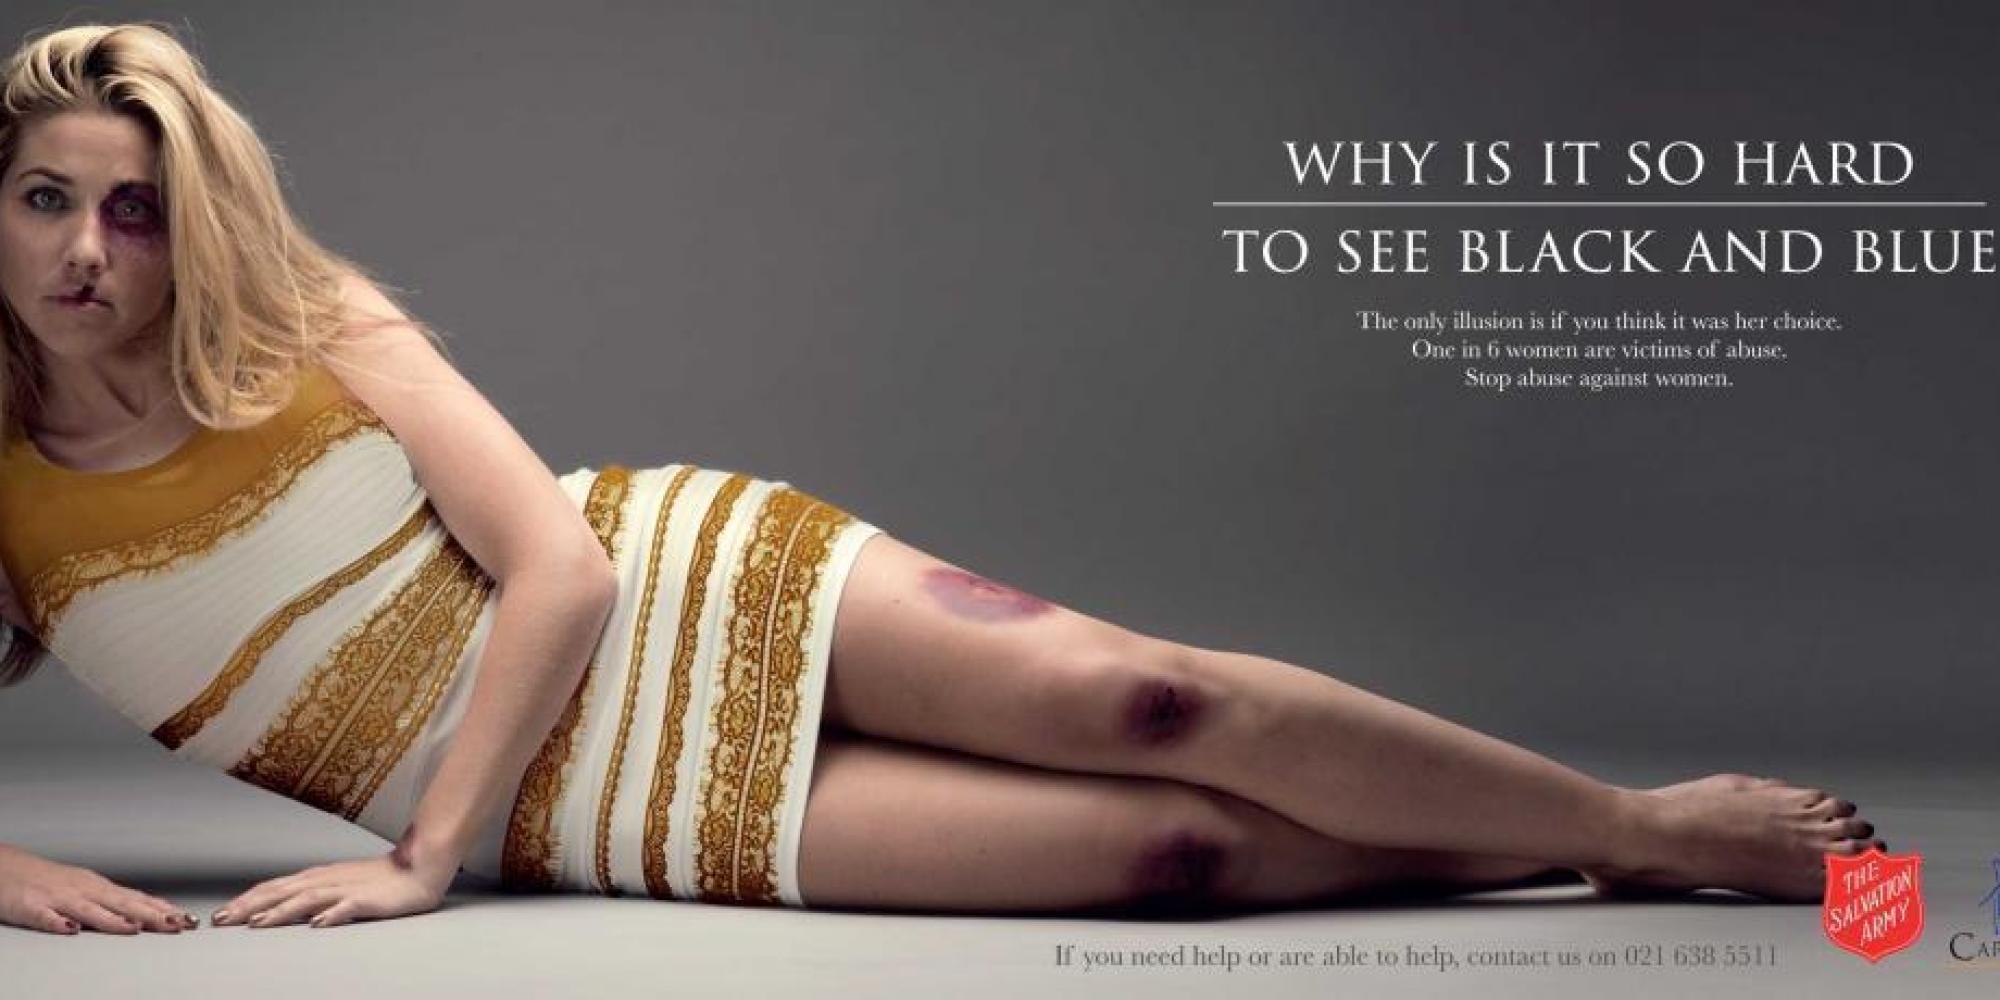 WHY IS IT SO HARD
TO SEE BLACK AND BLUE
The only illusion is if you think it was her choice.
One in 6 women are victims of abuse.
Stop abuse against women.
If you need help or are able to help, contact us on 021 638 5511
THE
SALVATION
ARMY